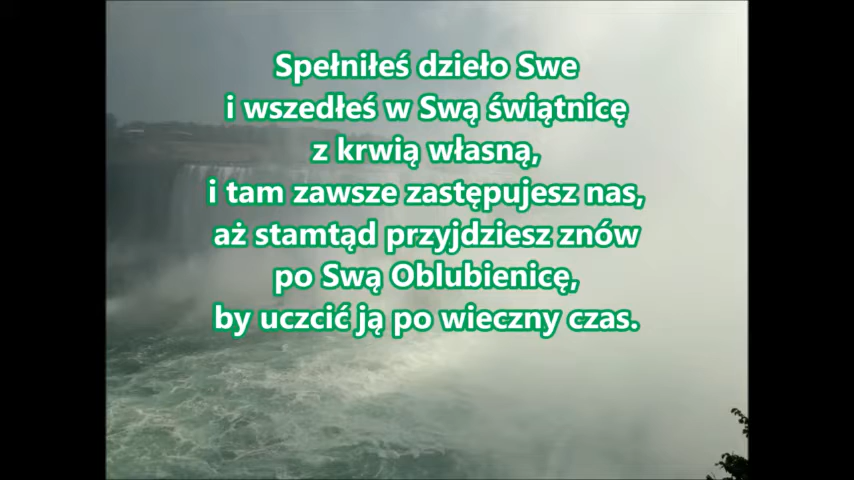 Spełniłeś dzieło Swe
i wszedłeś w Swą świątnicę
z krwią własną,
i tam zawsze zastępujesz nas,
aż stamtąd przyjdziesz znów
po Swą Oblubienicę,
by uczcić ją po wieczny czas.